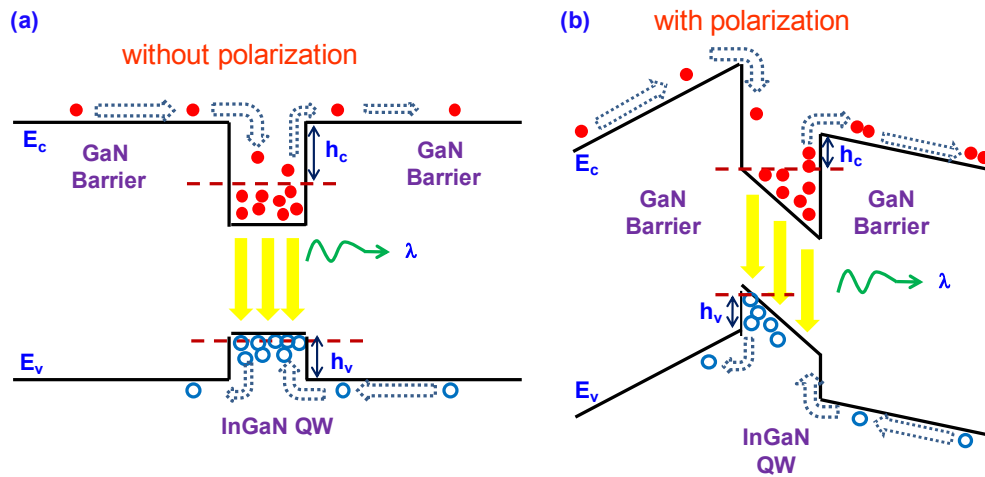 (a)
without polarization
Ec
GaN
Barrier
hc
GaN
Barrier
λ
Ev
hv
InGaN QW
(b)
with polarization
Ec
hc
GaN
Barrier
GaN
Barrier
λ
hv
Ev
InGaN
QW